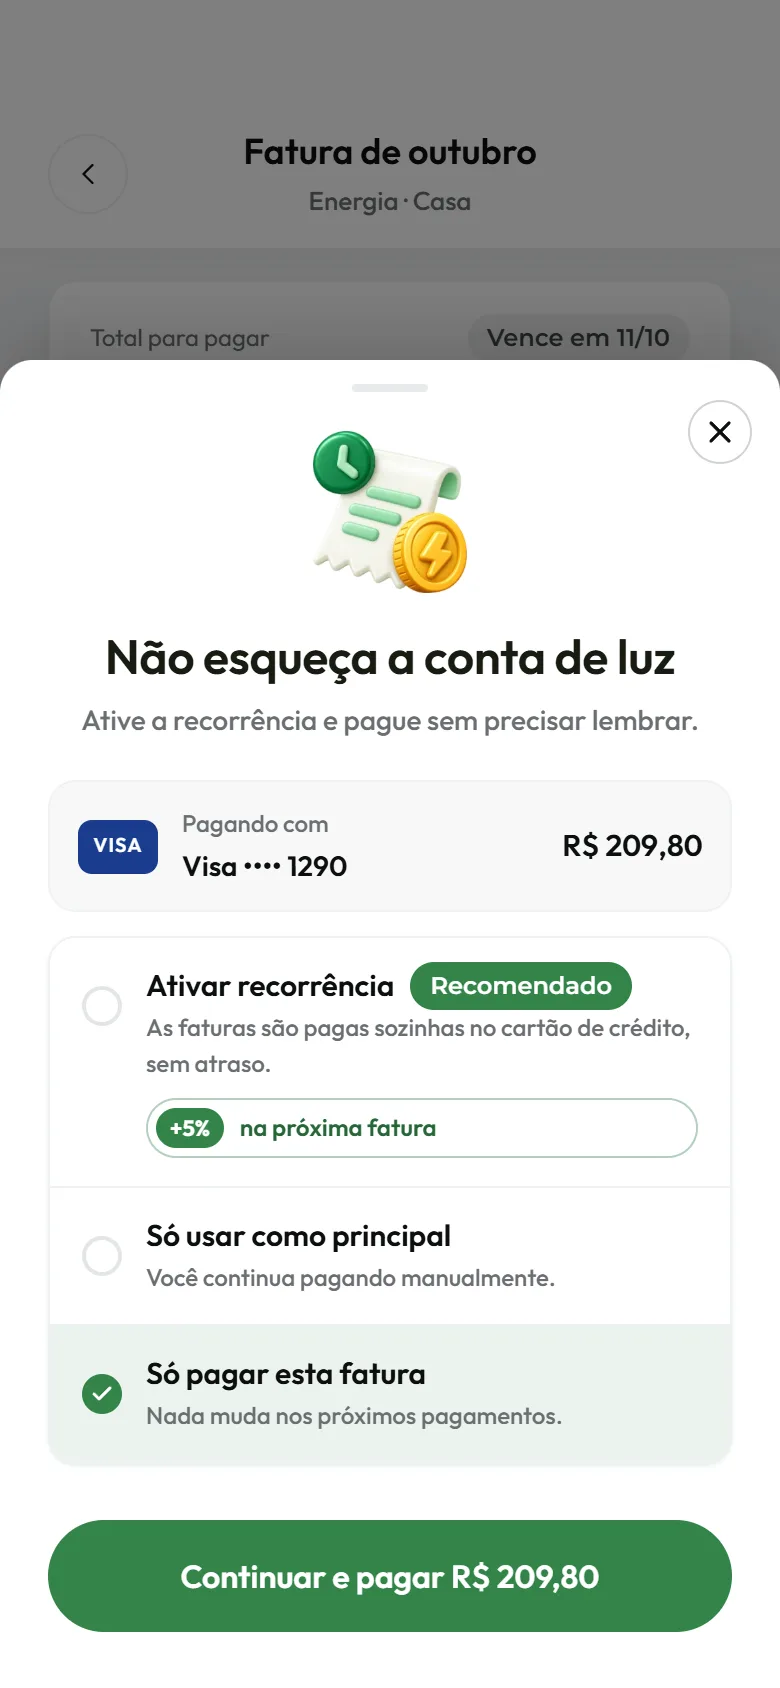 Fatura de outubro
Energia · Casa
Total para pagar
Vence em 11/10
Não esqueça a conta de luz
Ative a recorrência e pague sem precisar lembrar.
VISA
Pagando com
Visa •••• 1290
R$ 209,80
Ativar recorrência
Recomendado
As faturas são pagas sozinhas no cartão de crédito,
sem atraso.
+5% na próxima fatura
Só usar como principal
Você continua pagando manualmente.
Só pagar esta fatura
Nada muda nos próximos pagamentos.
Continuar e pagar R$ 209,80